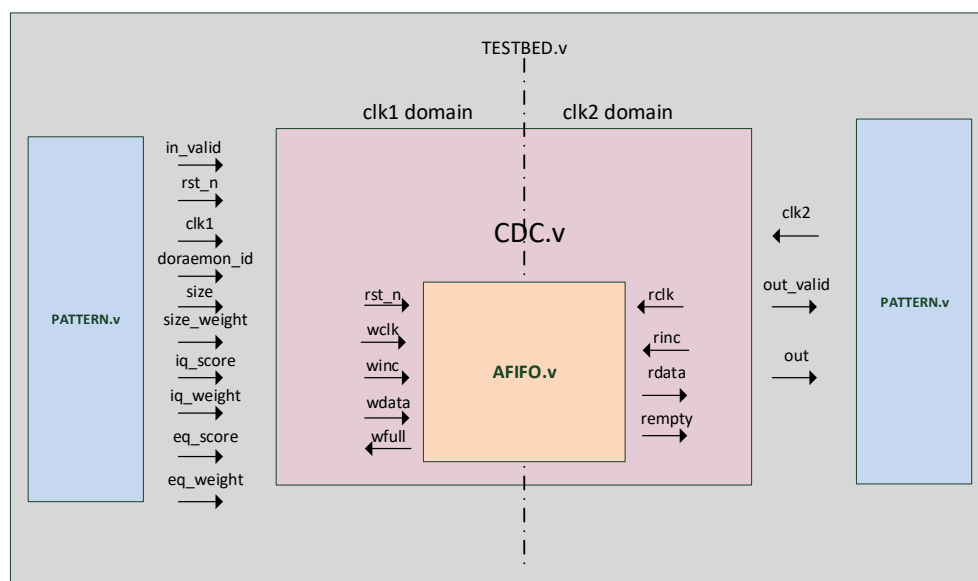 TESTBED.v
clk1 domain
clk2 domain
in_valid
rst_n
clk1
doraemon_id
size
size_weight
iq_score
iq_weight
eq_score
eq_weight
PATTERN.v
CDC.v
rst_n
wclk
winc
wdata
wfull
AFIFO.v
rclk
rinc
rdata
rempty
clk2
out_valid
out
PATTERN.v